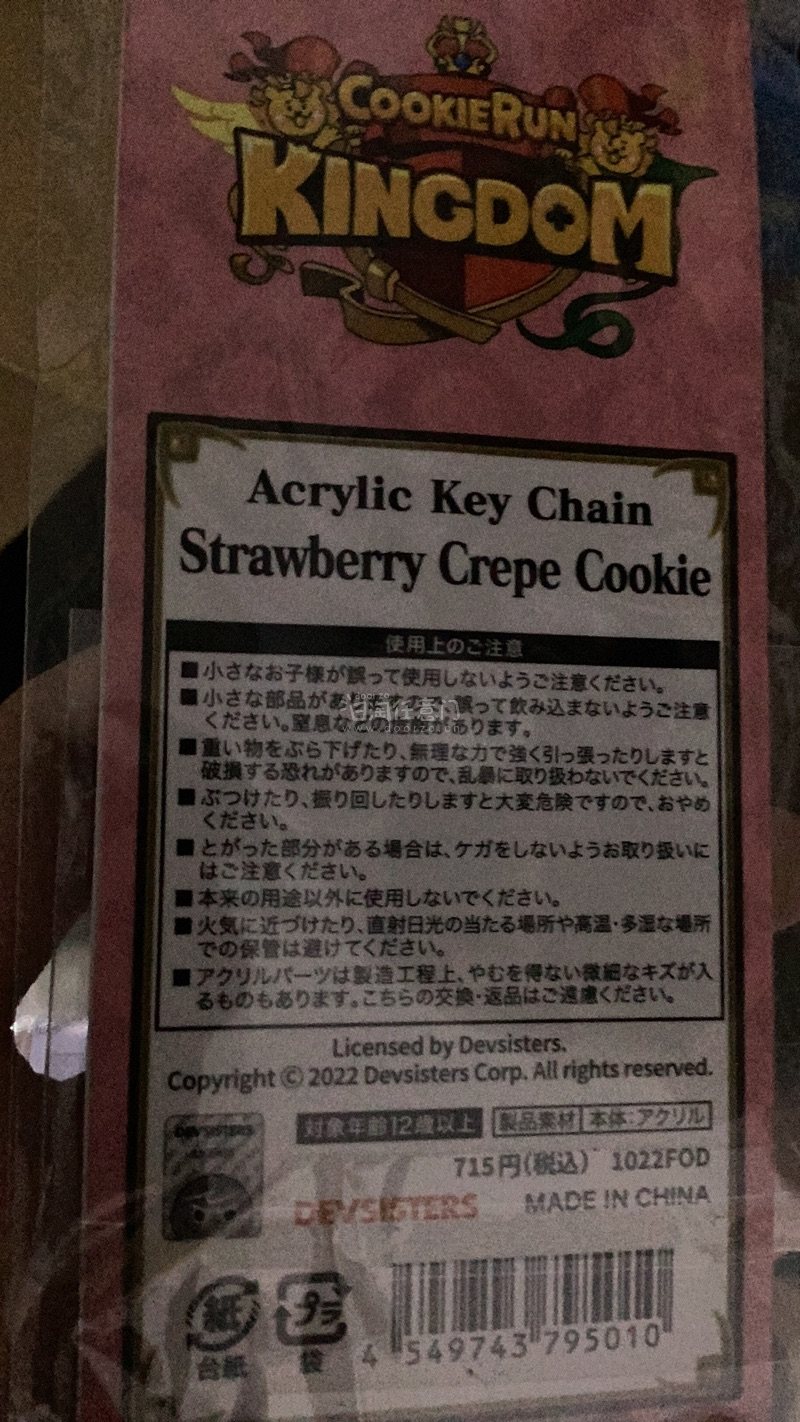 COOKIERUN
KINGDOM
Acrylic Key Chain
Strawberry Crepe Cookie
使用上のご注意
■小さなお子様が誤って使用しないようご注意ください。
■小さな部品がありますので、誤って飲み込まないようご注意
ください。窒息などの があります。
■重い物をぶら下げたり、無理な力で強く引っ張ったりしますと
破損する恐れがありますので、乱暴に取り扱わないでください。
■ぶつけたり、振り回したりしますと大変危険ですので、おやめ
ください。
■とがった部分がある場合は、ケガをしないようお取り扱いに
はご注意ください。
■本来の用途以外に使用しないでください。
■火気に近づけたり、直射日光の当たる場所や高温・多湿な場所
での保管は避けてください。
■アクリルパーツは製造工程上、やむを得ない微細なキズが入
るものもあります。こちらの交換・返品はご遠慮ください。
Licensed by Devsisters.
Copyright © 2022 Devsisters Corp. All rights reserved.
対象年齢12歳以上 製品素材 本体:アクリル
715円(税込) 1022FOD
DEVSISTERS
DEVSISTERS MADE IN CHINA
紙 プラ
台紙 袋
4 549743 795010